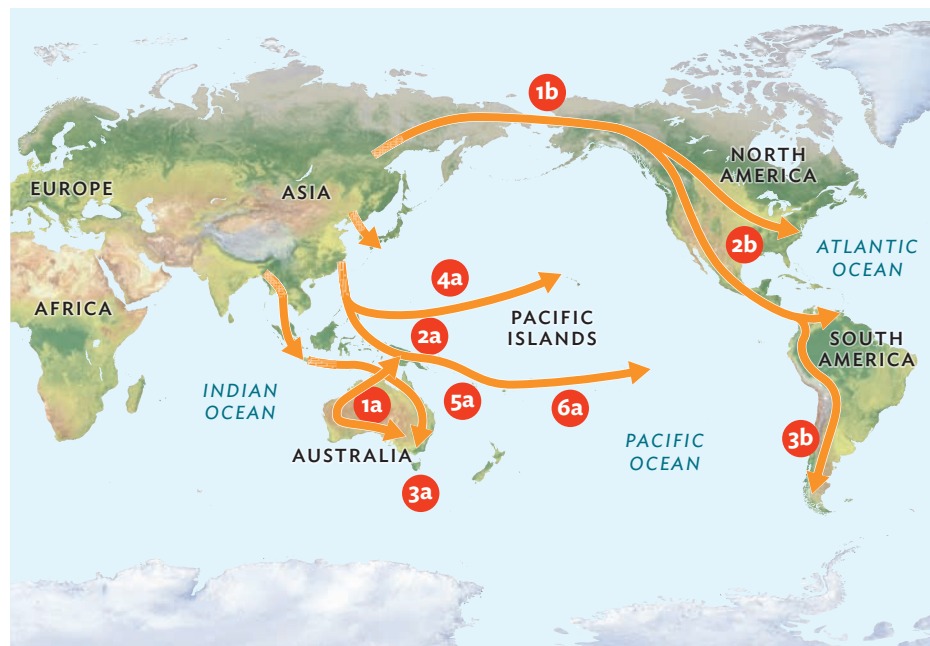 1b
NORTH
AMERICA
EUROPE
ASIA
2b
ATLANTIC
OCEAN
4a
AFRICA
PACIFIC
ISLANDS
2a
SOUTH
AMERICA
INDIAN
OCEAN
1a
5a
6a
PACIFIC
OCEAN
3b
AUSTRALIA
3a